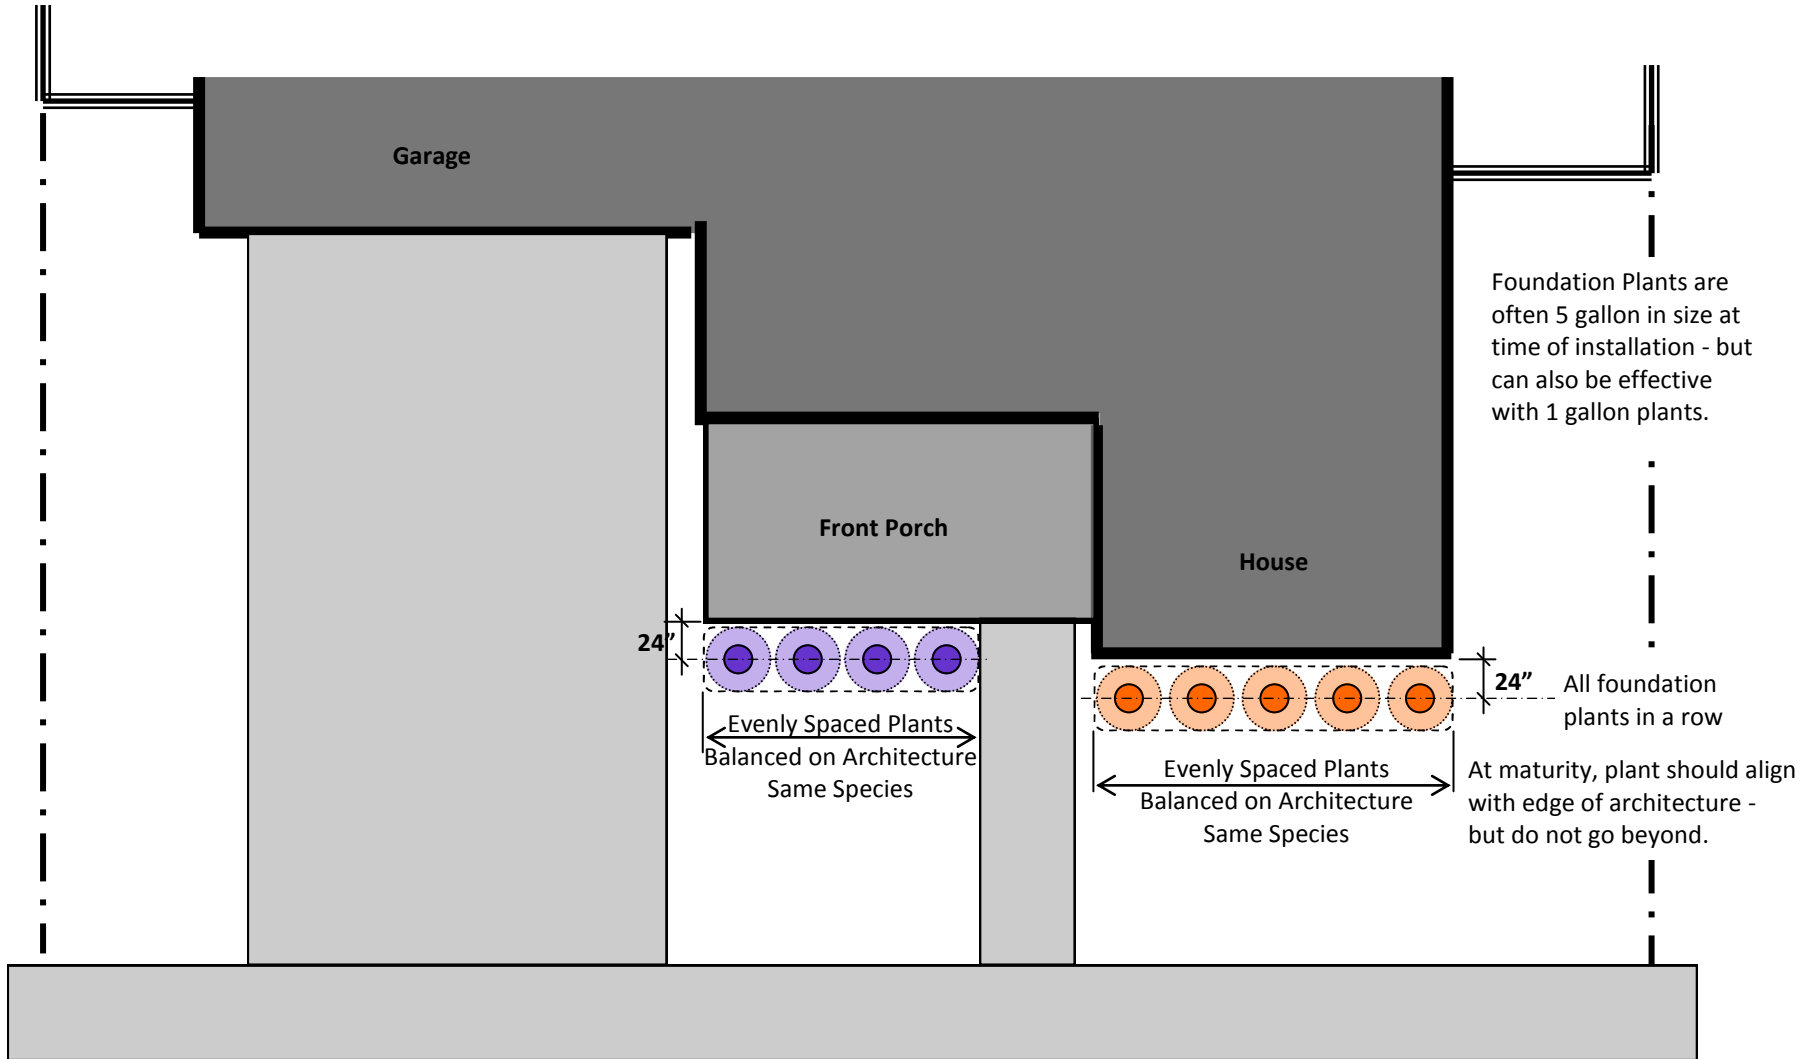 Garage
Foundation Plants are
often 5 gallon in size at
time of installation - but
can also be effective
with 1 gallon plants.
Front Porch
House
24”
24”
All foundation
plants in a row
Evenly Spaced Plants
Balanced on Architecture
Same Species
Evenly Spaced Plants
Balanced on Architecture
Same Species
At maturity, plant should align
with edge of architecture -
but do not go beyond.